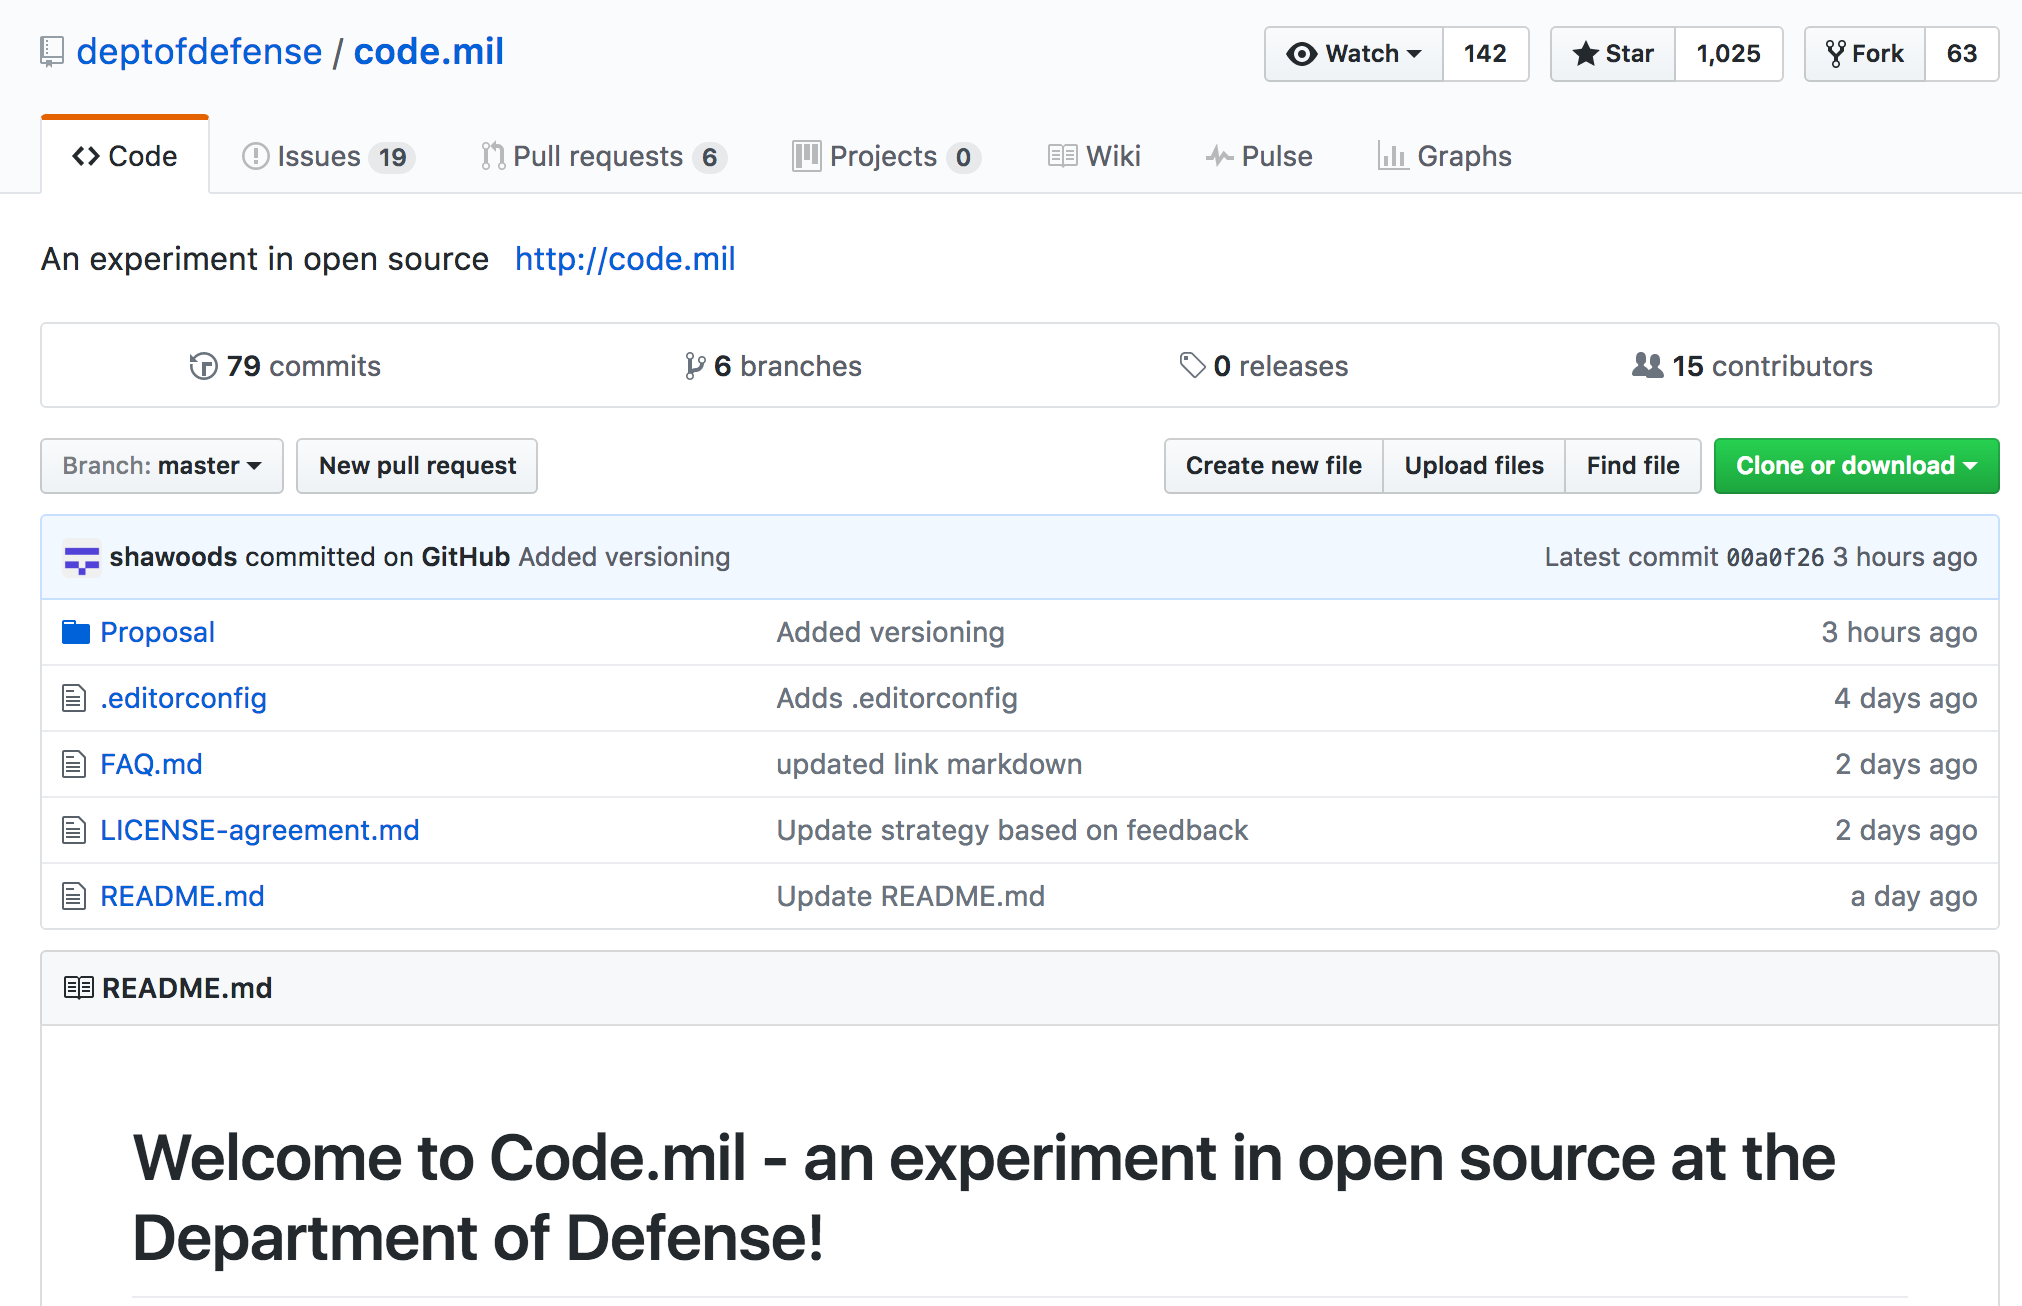 deptofdefense / code.mil Watch 142 Star 1,025 Fork 63
Code Issues 19 Pull requests 6 Projects 0 Wiki Pulse Graphs
An experiment in open source http://code.mil
79 commits 6 branches 0 releases 15 contributors
Branch: master New pull request Create new file Upload files Find file Clone or download
shawoods committed on GitHub Added versioning Latest commit 00a0f26 3 hours ago
Proposal Added versioning 3 hours ago
.editorconfig Adds .editorconfig 4 days ago
FAQ.md updated link markdown 2 days ago
LICENSE-agreement.md Update strategy based on feedback 2 days ago
README.md Update README.md a day ago
README.md
Welcome to Code.mil - an experiment in open source at the
Department of Defense!